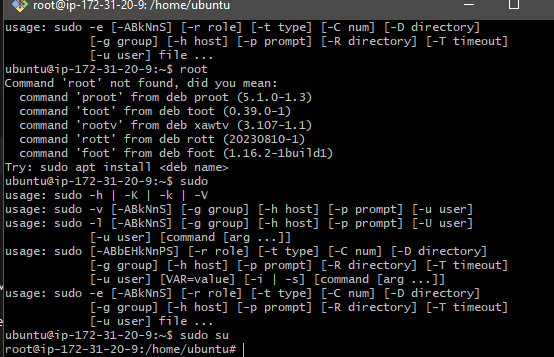 root@ip-172-31-20-9: /home/ubuntu
usage: sudo -e [-ABkNnS] [-r role] [-t type] [-C num] [-D directory]
            [-g group] [-h host] [-p prompt] [-R directory] [-T timeout]
            [-u user] file ...
ubuntu@ip-172-31-20-9:~$ root
Command 'root' not found, did you mean:
  command 'proot' from deb proot (5.1.0-1.3)
  command 'toot' from deb toot (0.39.0-1)
  command 'rootv' from deb xawtv (3.107-1.1)
  command 'rott' from deb rott (20230810-1)
  command 'foot' from deb foot (1.16.2-1build1)
Try: sudo apt install <deb name>
ubuntu@ip-172-31-20-9:~$ sudo
usage: sudo -h | -K | -k | -V
usage: sudo -v [-ABkNnS] [-g group] [-h host] [-p prompt] [-u user]
usage: sudo -l [-ABkNnS] [-g group] [-h host] [-p prompt] [-U user]
            [-u user] [command [arg ...]]
usage: sudo [-ABbEHkNnPS] [-r role] [-t type] [-C num] [-D directory]
            [-g group] [-h host] [-p prompt] [-R directory] [-T timeout]
            [-u user] [VAR=value] [-i | -s] [command [arg ...]]
usage: sudo -e [-ABkNnS] [-r role] [-t type] [-C num] [-D directory]
            [-g group] [-h host] [-p prompt] [-R directory] [-T timeout]
            [-u user] file ...
ubuntu@ip-172-31-20-9:~$ sudo su
root@ip-172-31-20-9:/home/ubuntu#